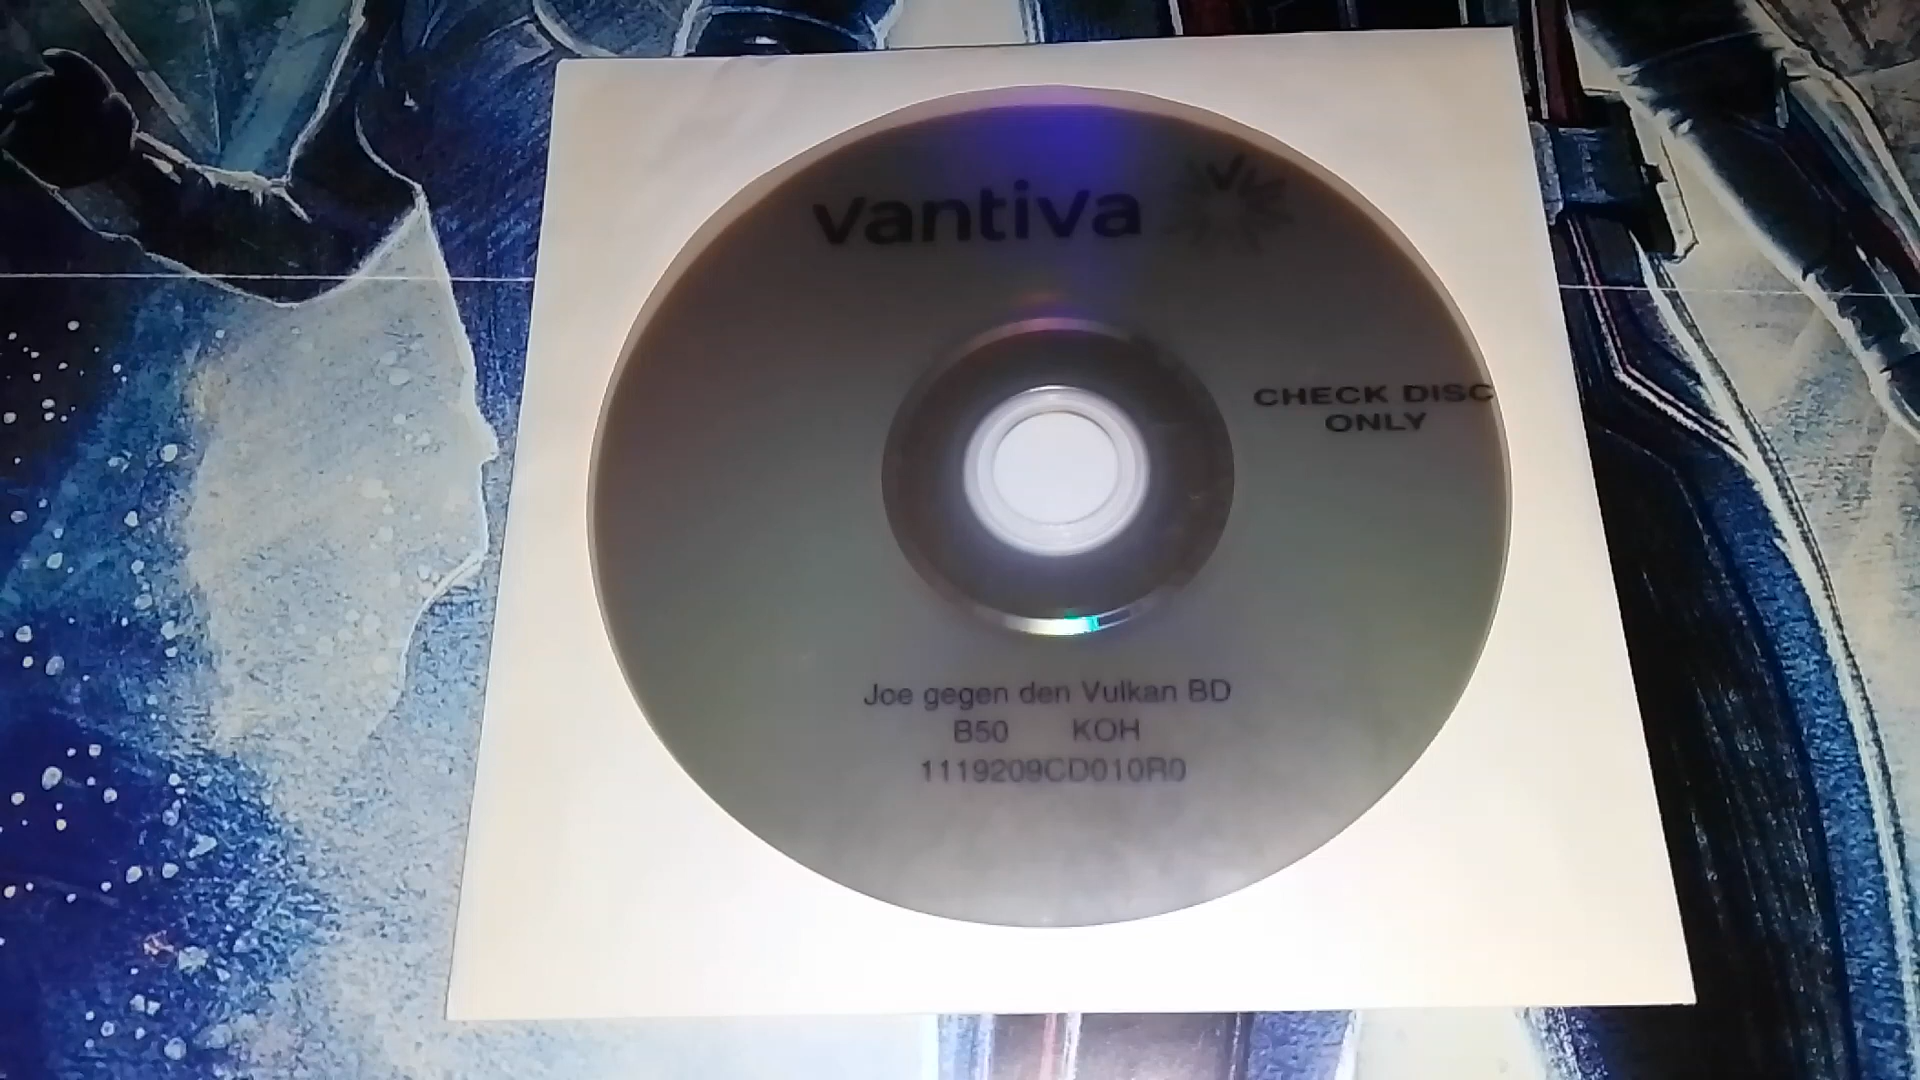 vantiva
CHECK DISC
ONLY
Joe gegen den Vulkan BD
B50 KOH
1119209CD010R0